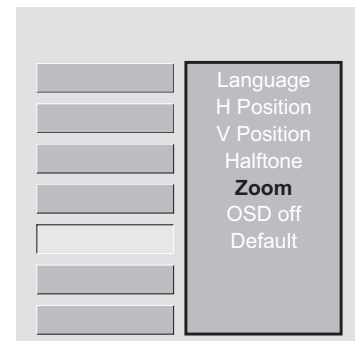 Language
H Position
V Position
Halftone
Zoom
OSD off
Default